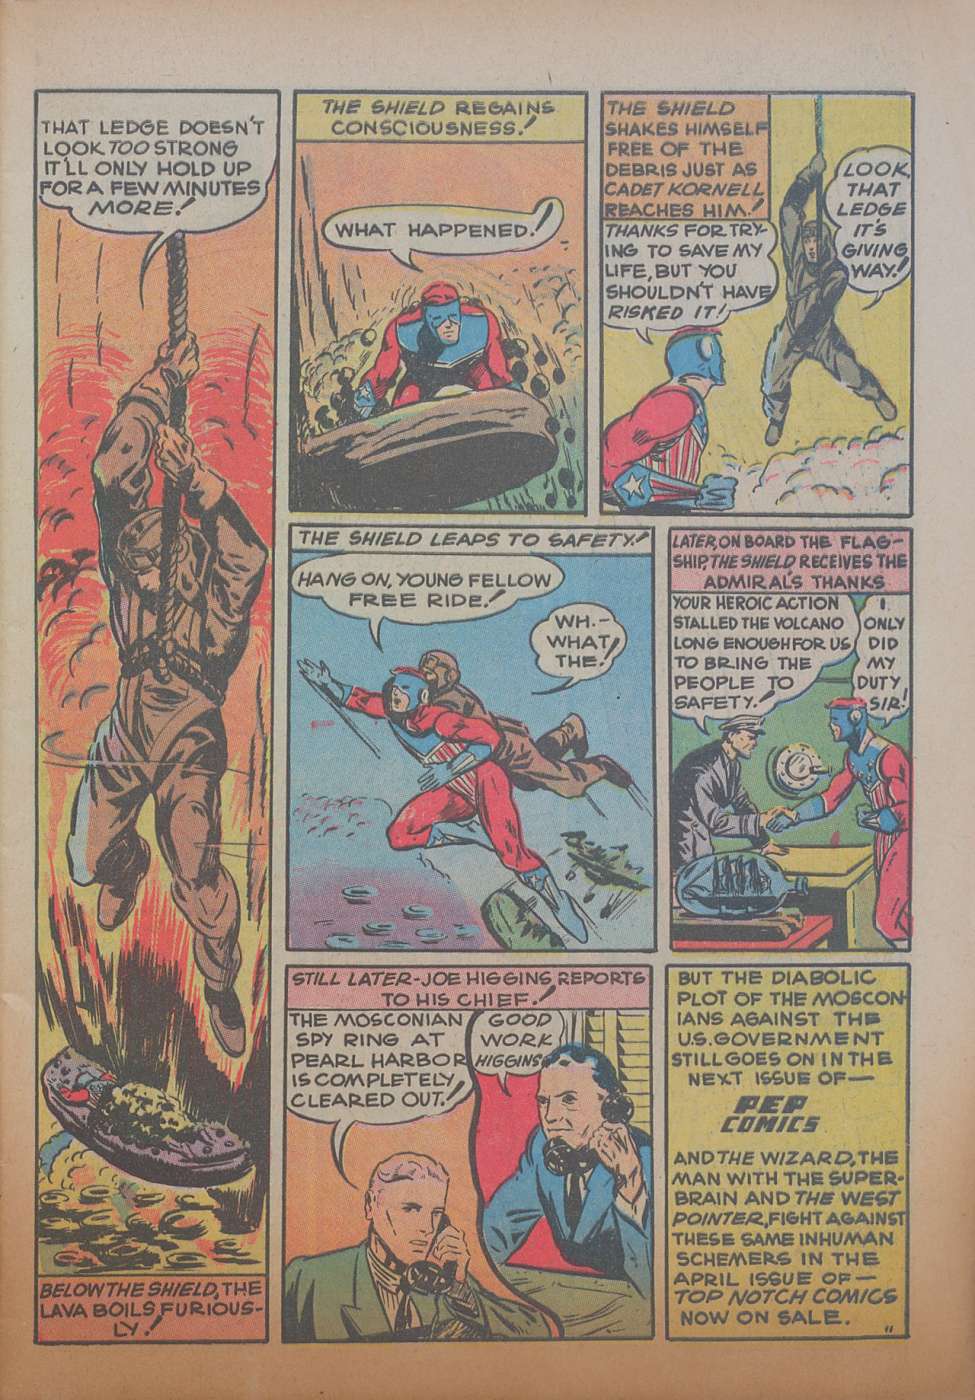 THAT LEDGE DOESN'T
LOOK TOO STRONG
IT'LL ONLY HOLD UP
FOR A FEW MINUTES
MORE!
BELOW THE SHIELD, THE
LAVA BOILS, FURIOUS-
LY!
THE SHIELD REGAINS
CONSCIOUSNESS!
WHAT HAPPENED!
THE SHIELD
SHAKES HIMSELF
FREE OF THE
DEBRIS JUST AS
CADET KORNELL
REACHES HIM!
THANKS FOR TRY-
ING TO SAVE MY
LIFE, BUT YOU
SHOULDN'T HAVE
RISKED IT!
LOOK,
THAT
LEDGE
IT'S
GIVING
WAY!
THE SHIELD LEAPS TO SAFETY!
HANG ON, YOUNG FELLOW
FREE RIDE!
WH.-
WHAT
THE!
LATER, ON BOARD THE FLAG-
SHIP, THE SHIELD RECEIVES THE
ADMIRAL'S THANKS
YOUR HEROIC ACTION
STALLED THE VOLCANO
LONG ENOUGH FOR US
TO BRING THE
PEOPLE TO
SAFETY!
I
ONLY
DID
MY
DUTY
SIR!
STILL LATER- JOE HIGGINS, REPORTS
TO HIS CHIEF!
THE MOSCONIAN
SPY RING AT
PEARL HARBOR
IS COMPLETELY
CLEARED OUT!
GOOD
WORK
HIGGINS
BUT THE DIABOLIC
PLOT OF THE MOSCON-
IANS AGAINST THE
U.S. GOVERNMENT
STILL GOES ON IN THE
NEXT ISSUE OF—
PEP
COMICS
AND THE WIZARD, THE
MAN WITH THE SUPER-
BRAIN AND THE WEST
POINTER, FIGHT AGAINST
THESE SAME INHUMAN
SCHEMERS IN THE
APRIL ISSUE OF—
TOP NOTCH COMICS
NOW ON SALE.
11